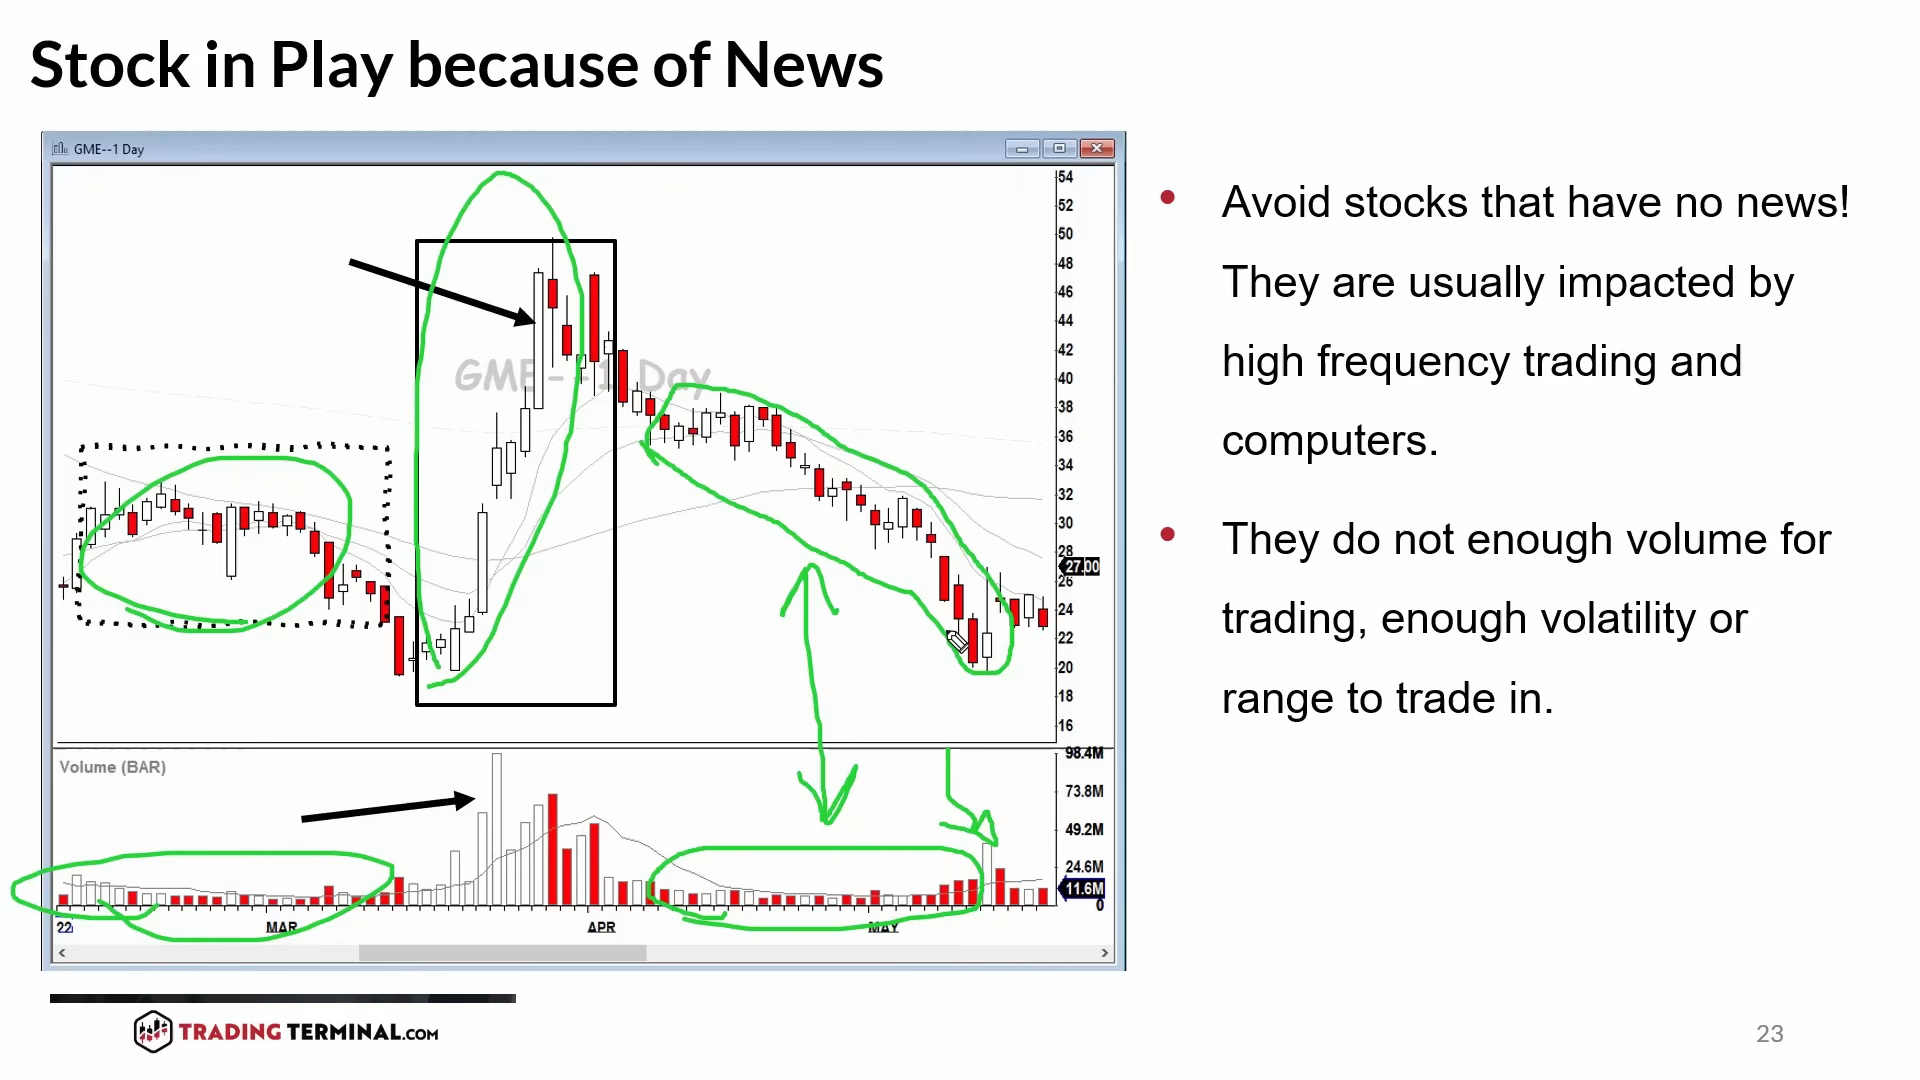 Stock in Play because of News
GME--1 Day
54
52
50
48
46
44
42
40
38
36
34
32
30
28
27.00
26
24
22
20
18
16
GME--1 Day
Volume (BAR)
98.4M
73.8M
49.2M
24.6M
11.6M
0
22 MAR APR MAY
• Avoid stocks that have no news!
They are usually impacted by
high frequency trading and
computers.
• They do not enough volume for
trading, enough volatility or
range to trade in.
TRADING TERMINAL.COM
23